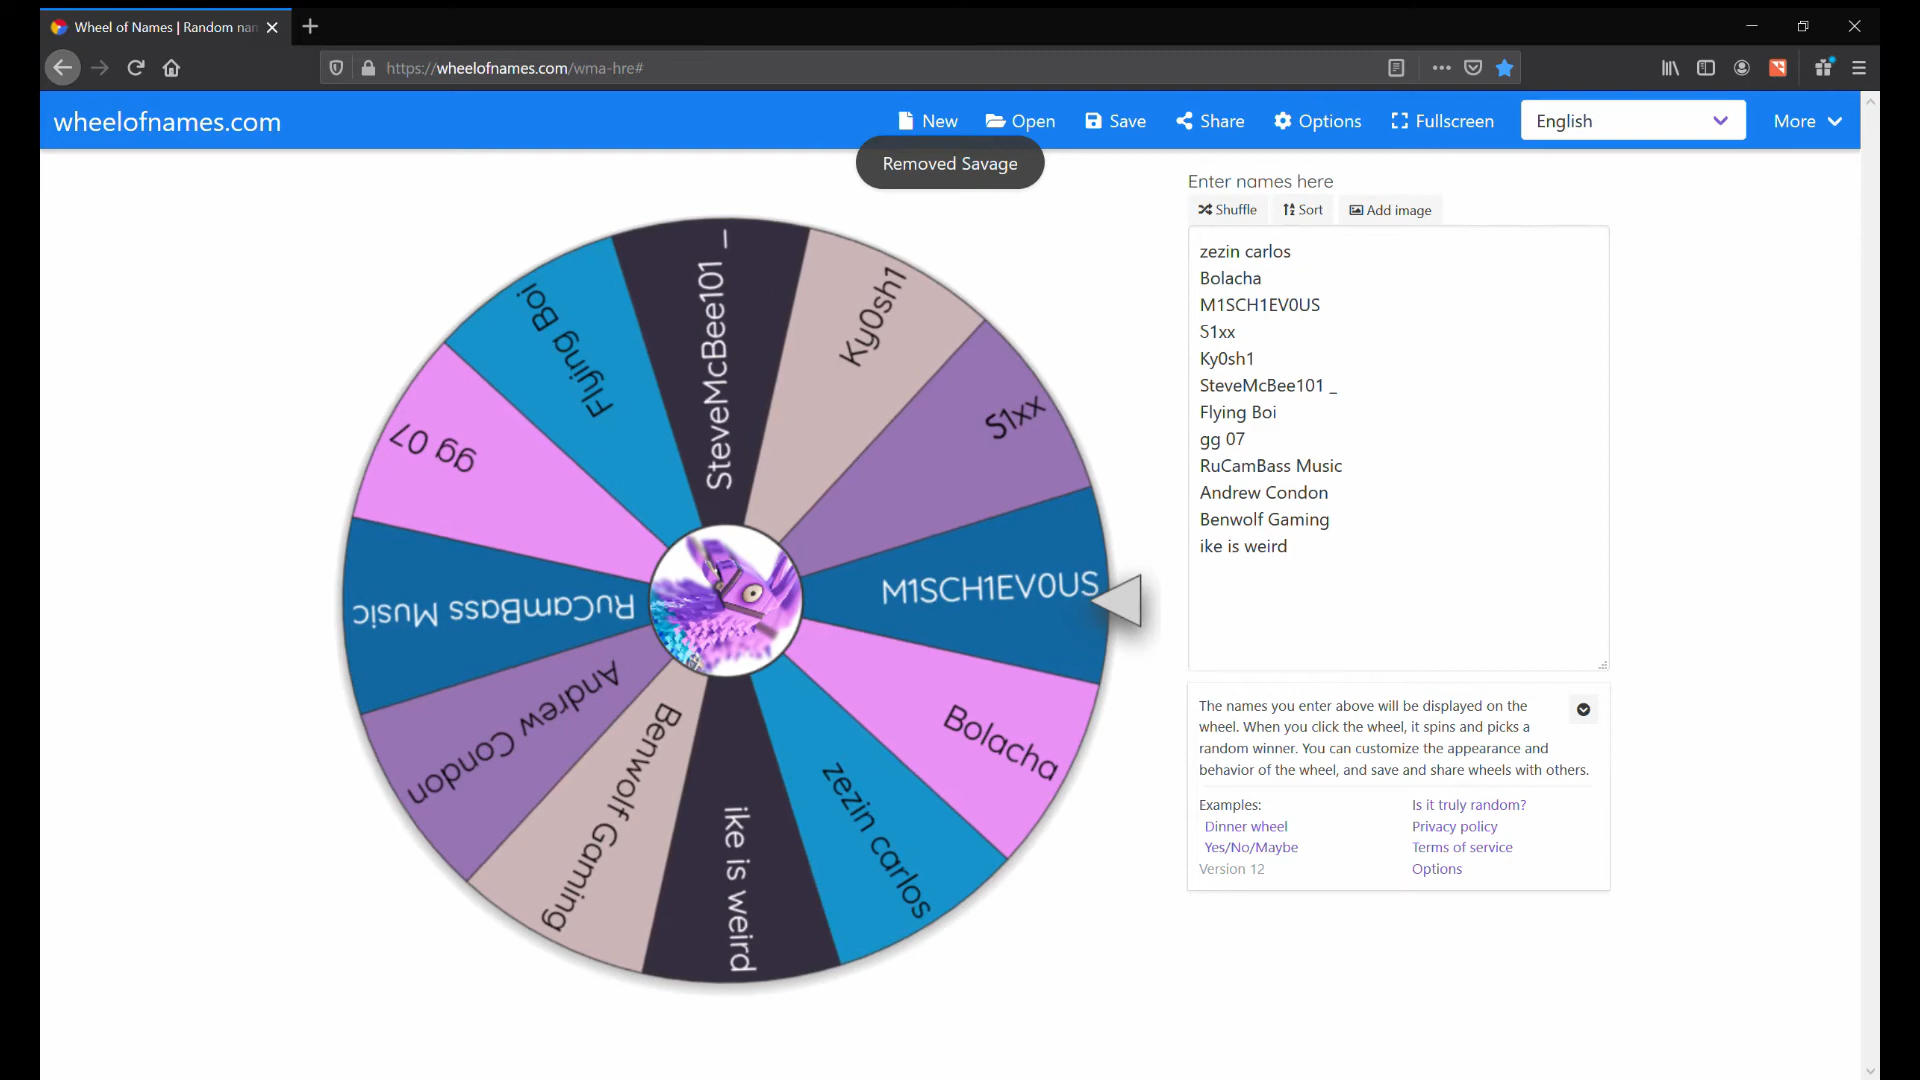 Wheel of Names | Random nam
https://wheelofnames.com/wma-hre#
wheelofnames.com
New
Open
Save
Share
Options
Fullscreen
English
More
Removed Savage
Enter names here
Shuffle
Sort
Add image
zezin carlos
Bolacha
M1SCH1EV0US
S1xx
Ky0sh1
SteveMcBee101 _
Flying Boi
gg 07
RuCamBass Music
Andrew Condon
Benwolf Gaming
ike is weird
SteveMcBee101 _
Ky0sh1
S1xx
M1SCH1EV0US
Bolacha
zezin carlos
ike is weird
Benwolf Gaming
Andrew Condon
RuCamBass Music
gg 07
Flying Boi
The names you enter above will be displayed on the
wheel. When you click the wheel, it spins and picks a
random winner. You can customize the appearance and
behavior of the wheel, and save and share wheels with others.
Examples:
Dinner wheel
Yes/No/Maybe
Version 12
Is it truly random?
Privacy policy
Terms of service
Options